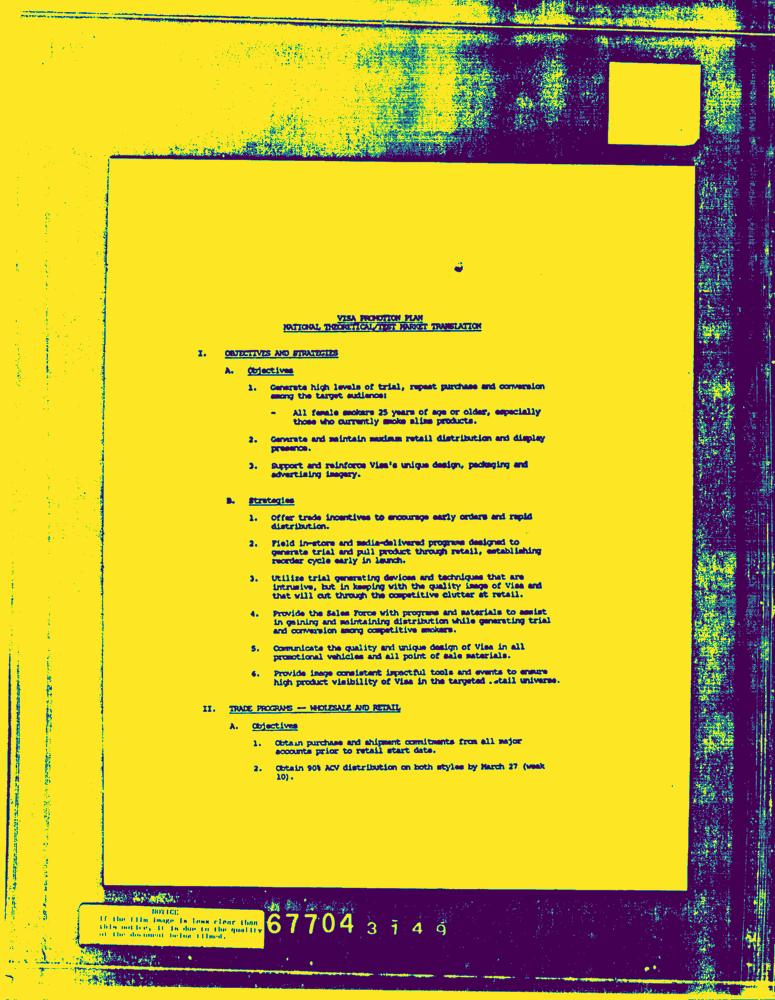 VISA PROMOTION PLAN
NATIONAL THEORETICAL/TEST MARKET TRANSLATION
I. OBJECTIVES AND STRATEGIES
A. Objectives
1. Generate high levels of trial, repeat purchase and conversion
among the target audience:
- All female smokers 25 years of age or older, especially
those who currently smoke slims products.
2. Generate and maintain maximum retail distribution and display
presence.
3. Support and reinforce Visa's unique design, packaging and
advertising imagery.
B. Strategies
1. Offer trade incentives to encourage early orders and rapid
distribution.
2. Field in-store and media-delivered programs designed to
generate trial and pull product through retail, establishing
reorder cycle early in launch.
3. Utilize trial generating devices and techniques that are
intrusive, but in keeping with the quality image of Visa and
that will cut through the competitive clutter at retail.
4. Provide the Sales Force with programs and materials to assist
in gaining and maintaining distribution while generating trial
and conversion among competitive smokers.
5. Communicate the quality and unique design of Visa in all
promotional vehicles and all point of sale materials.
6. Provide image consistent impactful tools and events to ensure
high product visibility of Visa in the targeted .etail universe.
II. TRADE PROGRAMS -- WHOLESALE AND RETAIL
A. Objectives
1. Obtain purchase and shipment commitments from all major
accounts prior to retail start date.
2. Obtain 90% ACV distribution on both styles by March 27 (week
10).
NOTICE
If the film image is less clear than
this notice, it is due to the quality
of the document being filmed.
67704 3149